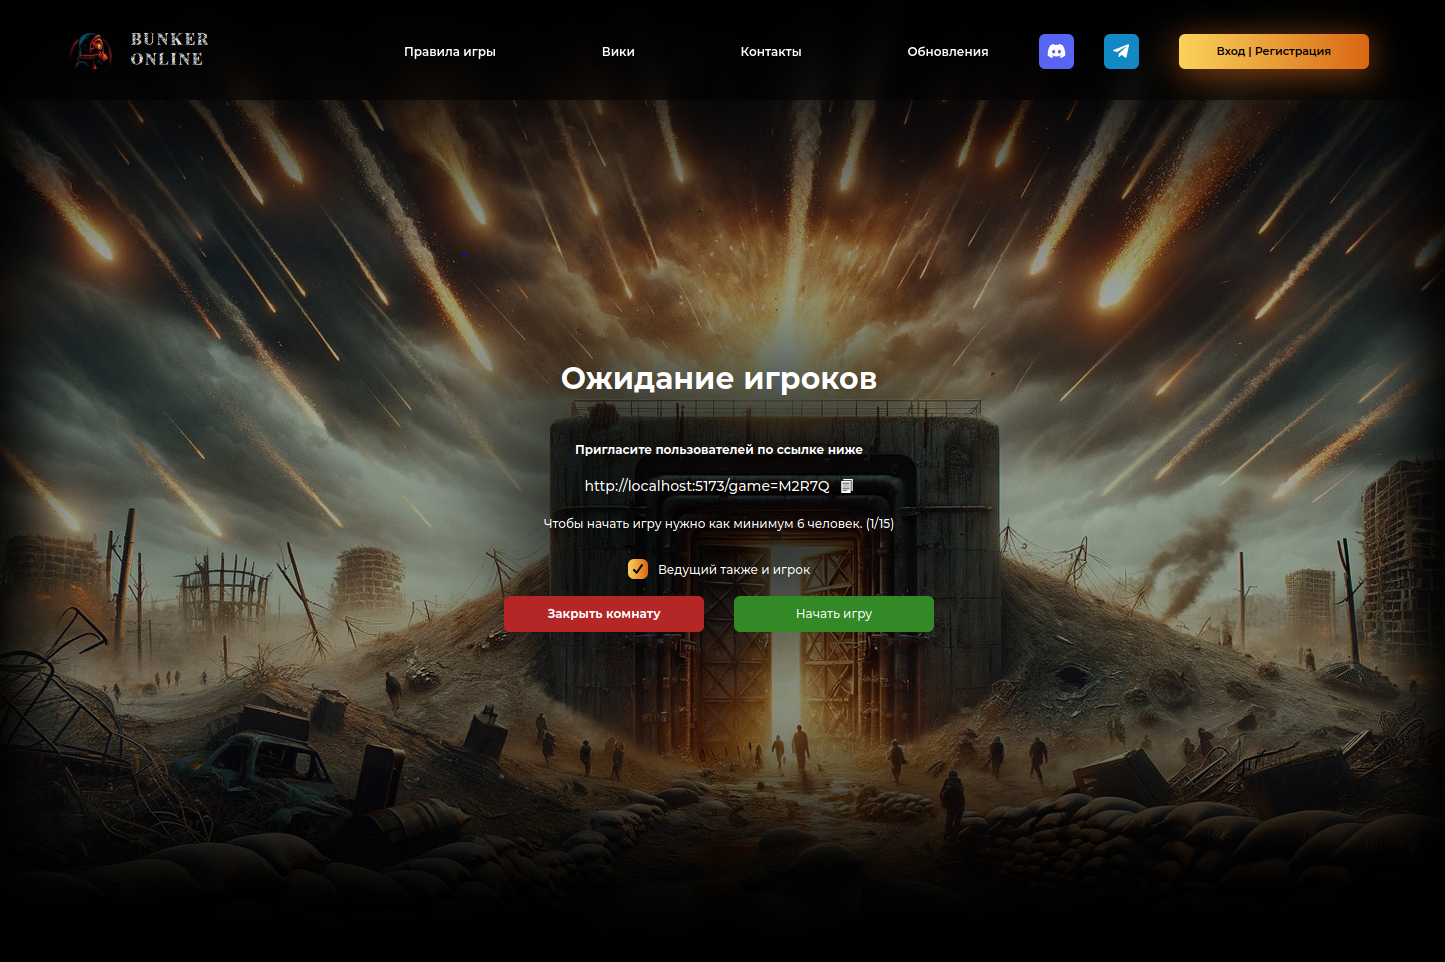 BUNKER
ONLINE
Правила игры
Вики
Контакты
Обновления
Вход | Регистрация
Ожидание игроков
Пригласите пользователей по ссылке ниже
http://localhost:5173/game=M2R7Q
Чтобы начать игру нужно как минимум 6 человек. (1/15)
Ведущий также и игрок
Закрыть комнату
Начать игру